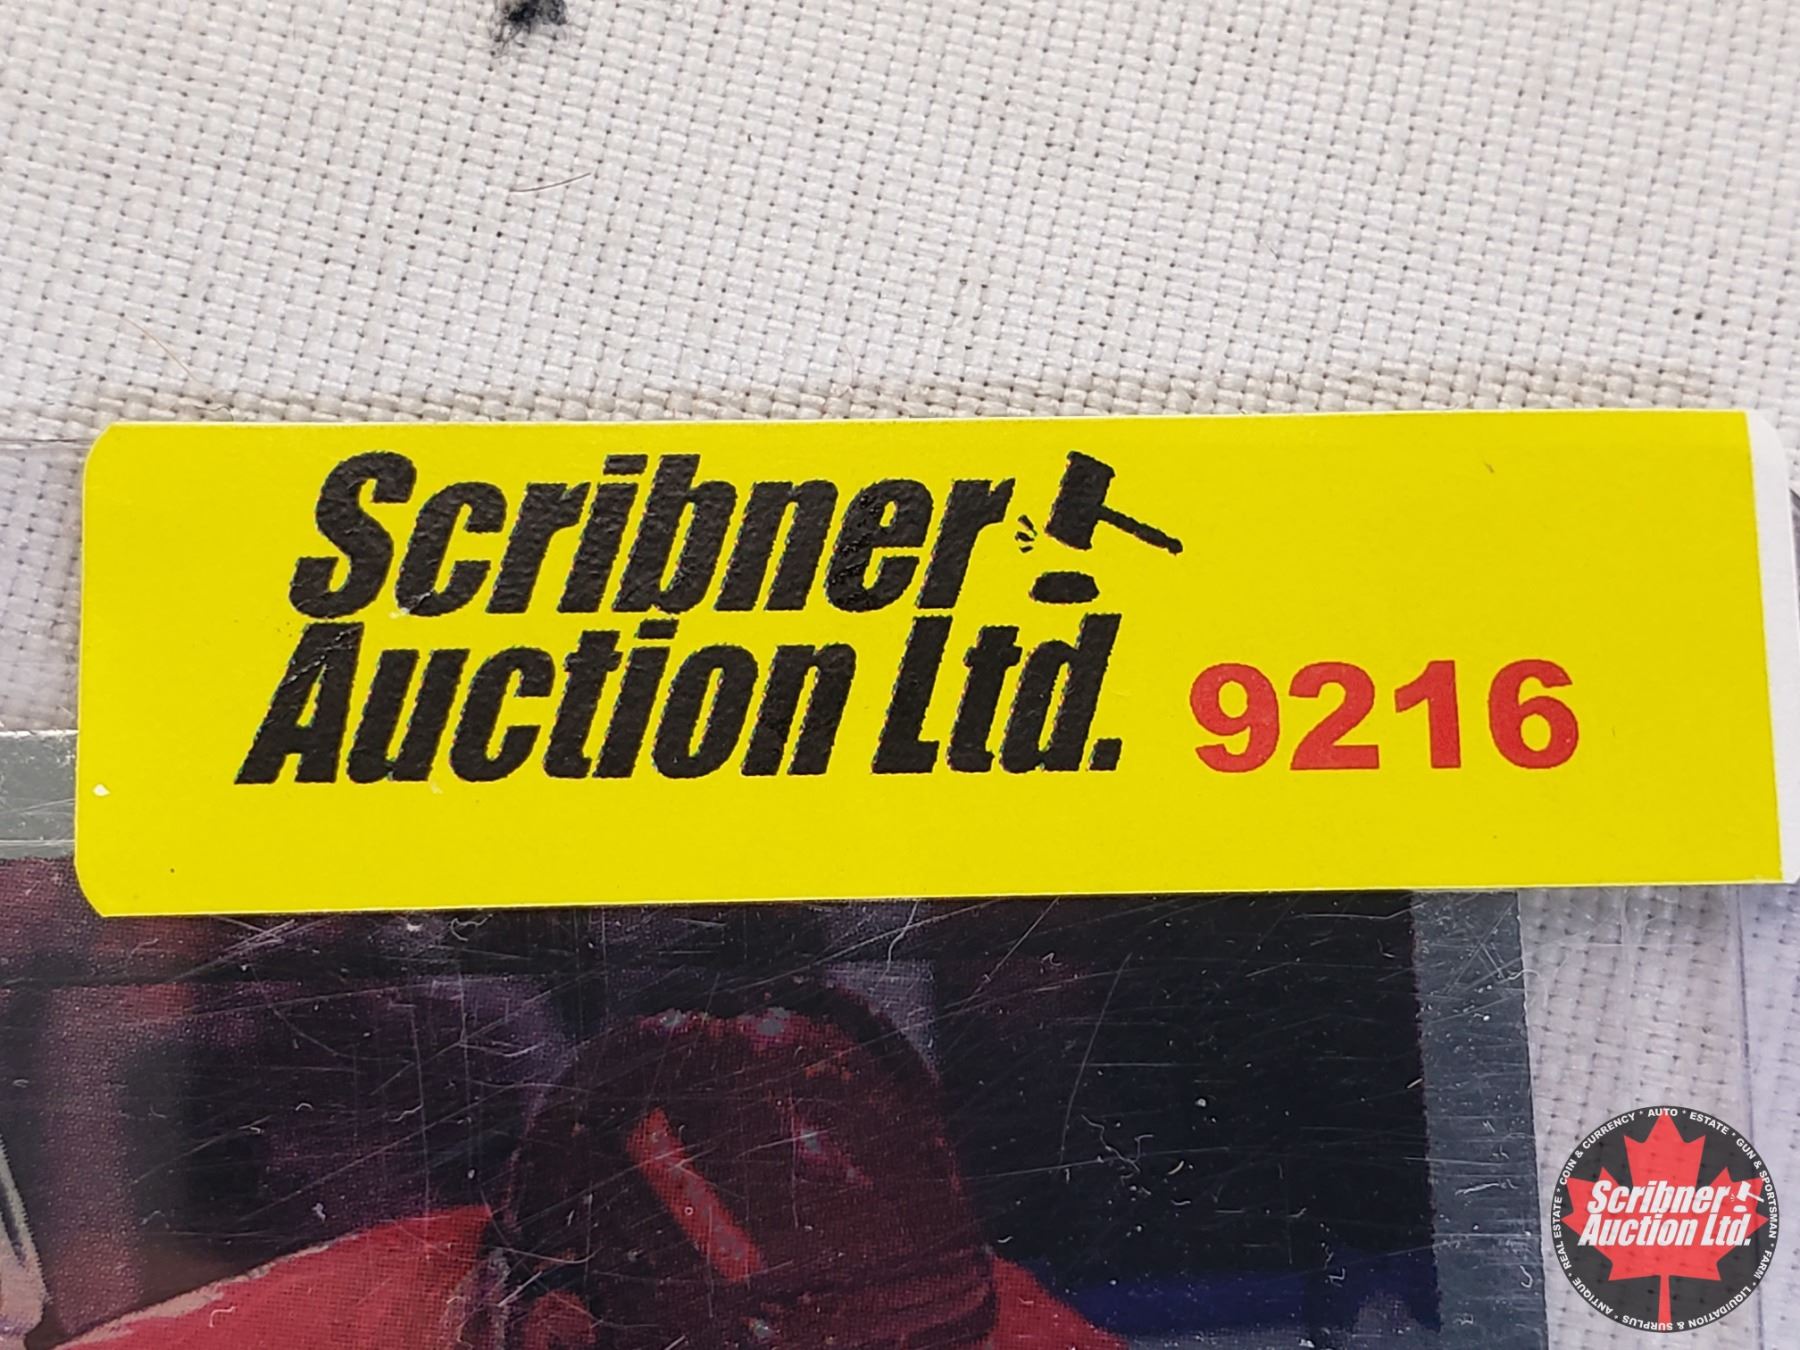 Scribner
Auction Ltd. 9216
COIN & CURRENCY * AUTO * ESTATE * GUN & SPORTSMAN * FARM * LIQUIDATION & SURPLUS * ANTIQUE * REAL ESTATE *
Scribner
Auction Ltd.